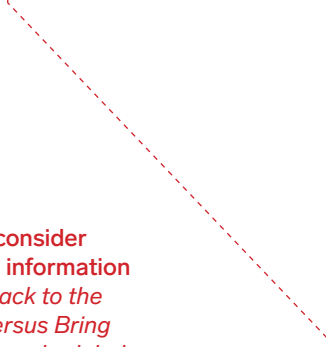 consider
information
ack to the
ersus Bring